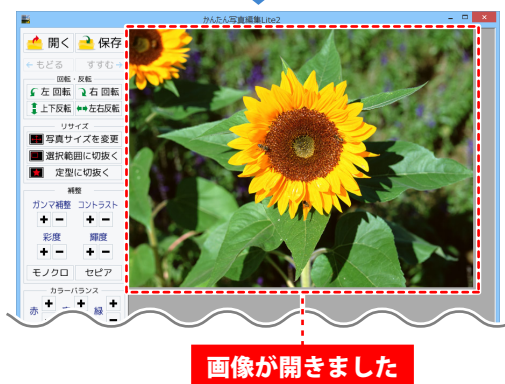 かんたん写真編集Lite2
開く 保存
もどる すすむ
回転・反転
左 回転 右 回転
上下反転 左右反転
リサイズ
写真サイズを変更
選択範囲に切抜く
定型に切抜く
補整
ガンマ補整 コントラスト
彩度 輝度
モノクロ セピア
カラーバランス
赤 緑
画像が開きました